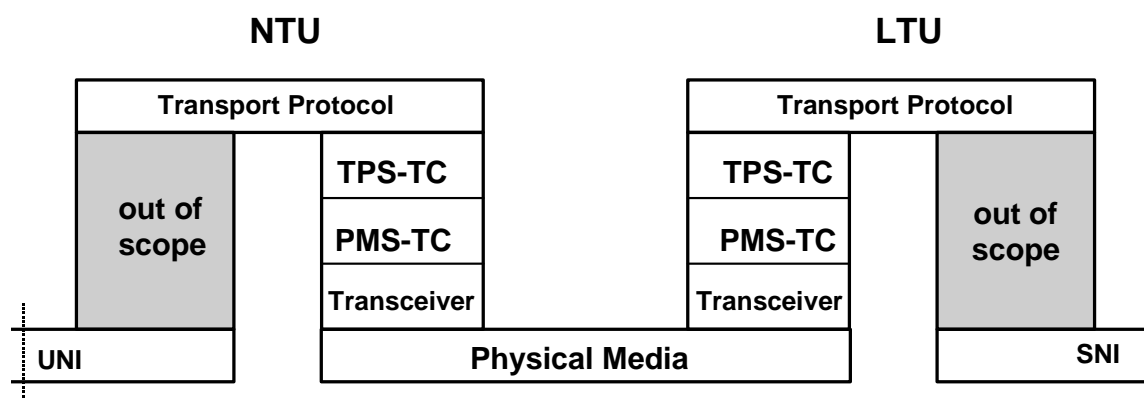 NTU
LTU
Transport Protocol
Transport Protocol
out of
scope
TPS-TC
PMS-TC
Transceiver
TPS-TC
PMS-TC
Transceiver
out of
scope
UNI
Physical Media
SNI